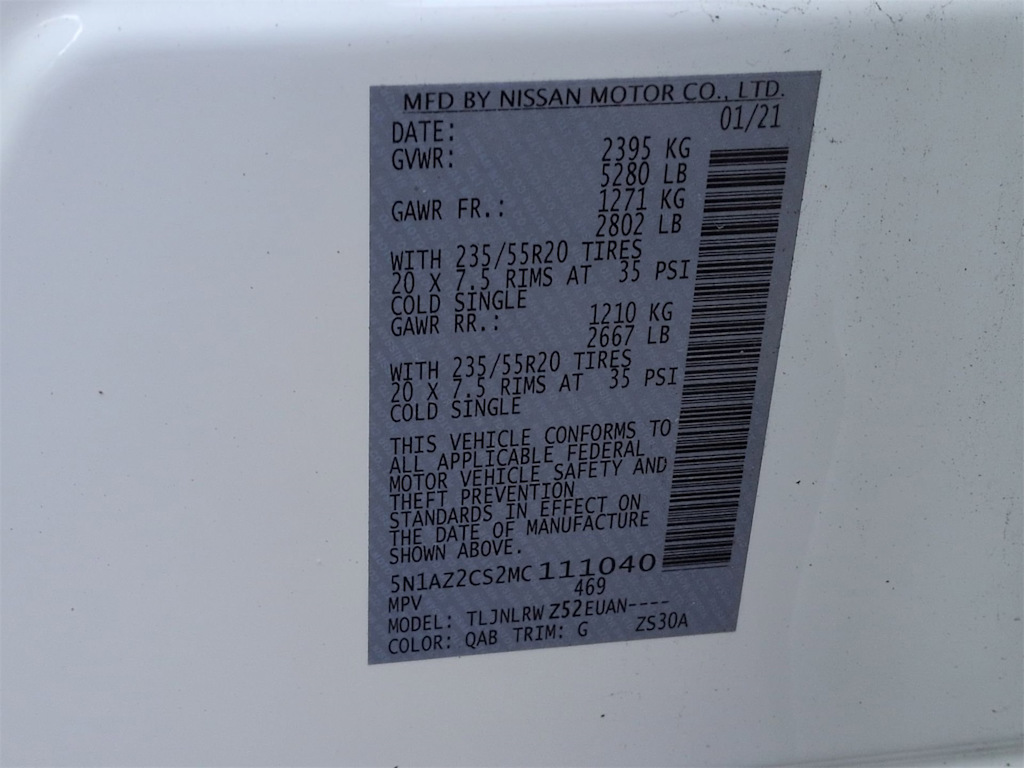 MFD BY NISSAN MOTOR CO., LTD.
DATE: 01/21
GVWR: 2395 KG
5280 LB
GAWR FR.: 1271 KG
2802 LB
WITH 235/55R20 TIRES
20 X 7.5 RIMS AT 35 PSI
COLD SINGLE
GAWR RR.: 1210 KG
2667 LB
WITH 235/55R20 TIRES
20 X 7.5 RIMS AT 35 PSI
COLD SINGLE
THIS VEHICLE CONFORMS TO
ALL APPLICABLE FEDERAL
MOTOR VEHICLE SAFETY AND
THEFT PREVENTION
STANDARDS IN EFFECT ON
THE DATE OF MANUFACTURE
SHOWN ABOVE.
5N1AZ2CS2MC111040
MPV 469
MODEL: TLJNLRWZ52EUAN----
COLOR: QAB TRIM: G ZS30A